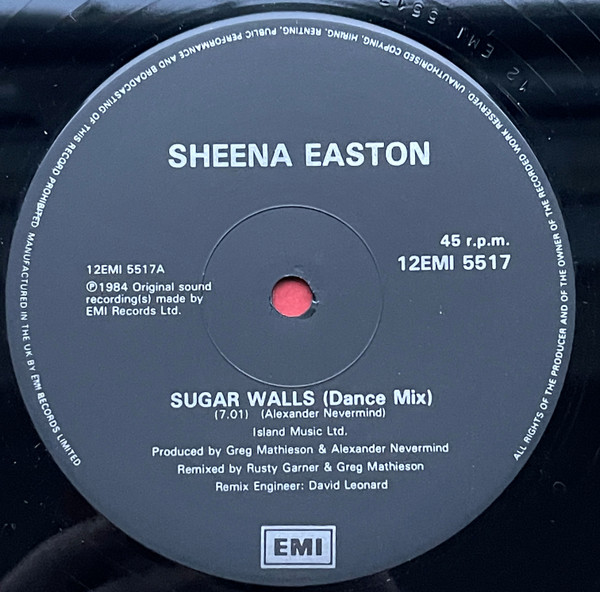 ALL RIGHTS OF THE PRODUCER AND OF THE OWNER OF THE RECORDED WORK RESERVED. UNAUTHORISED COPYING, HIRING, RENTING, PUBLIC PERFORMANCE AND BROADCASTING OF THIS RECORD PROHIBITED. MANUFACTURED IN THE UK BY EMI RECORDS LIMITED
SHEENA EASTON
45 r.p.m.
12EMI 5517
12EMI 5517A
℗1984 Original sound
recording(s) made by
EMI Records Ltd.
SUGAR WALLS (Dance Mix)
(7.01) (Alexander Nevermind)
Island Music Ltd.
Produced by Greg Mathieson & Alexander Nevermind
Remixed by Rusty Garner & Greg Mathieson
Remix Engineer: David Leonard
EMI